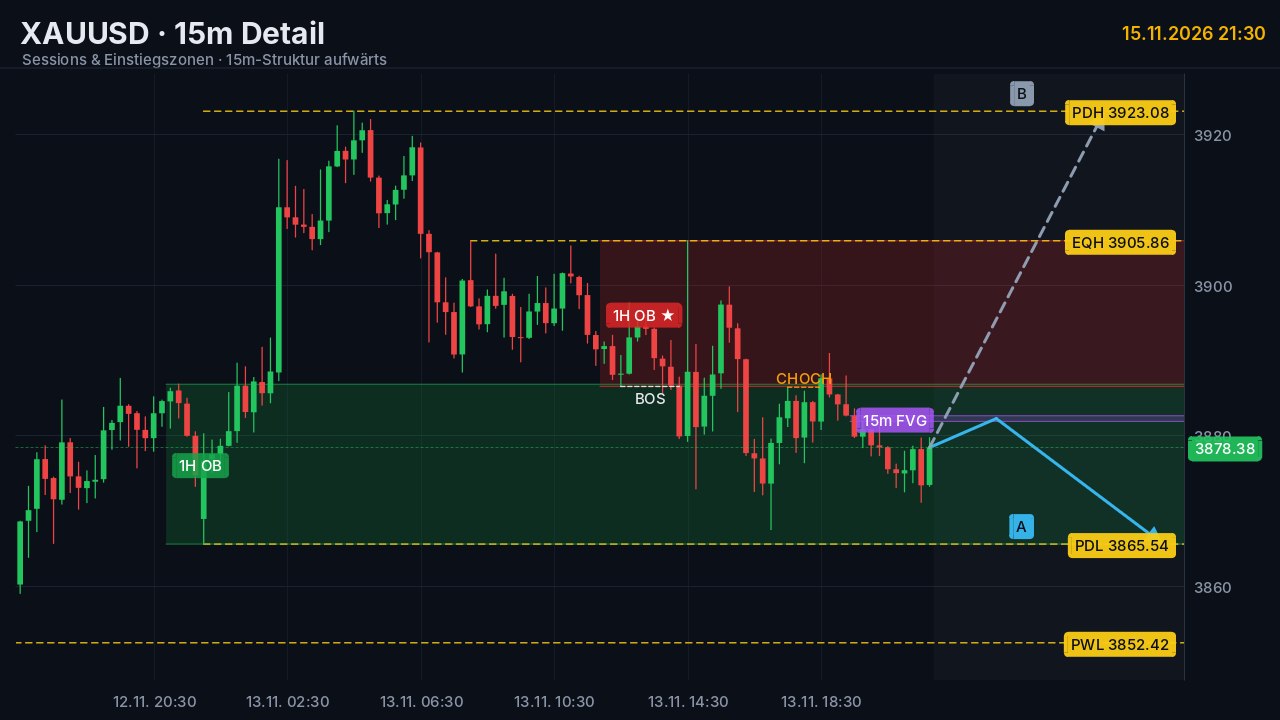 XAUUSD · 15m Detail
15.11.2026 21:30
Sessions & Einstiegszonen · 15m-Struktur aufwärts
B
PDH 3923.08
3920
EQH 3905.86
3900
1H OB ★
CHOCH
BOS
15m FVG
3880
3878.38
1H OB
A
PDL 3865.54
3860
PWL 3852.42
12.11. 20:30
13.11. 02:30
13.11. 06:30
13.11. 10:30
13.11. 14:30
13.11. 18:30